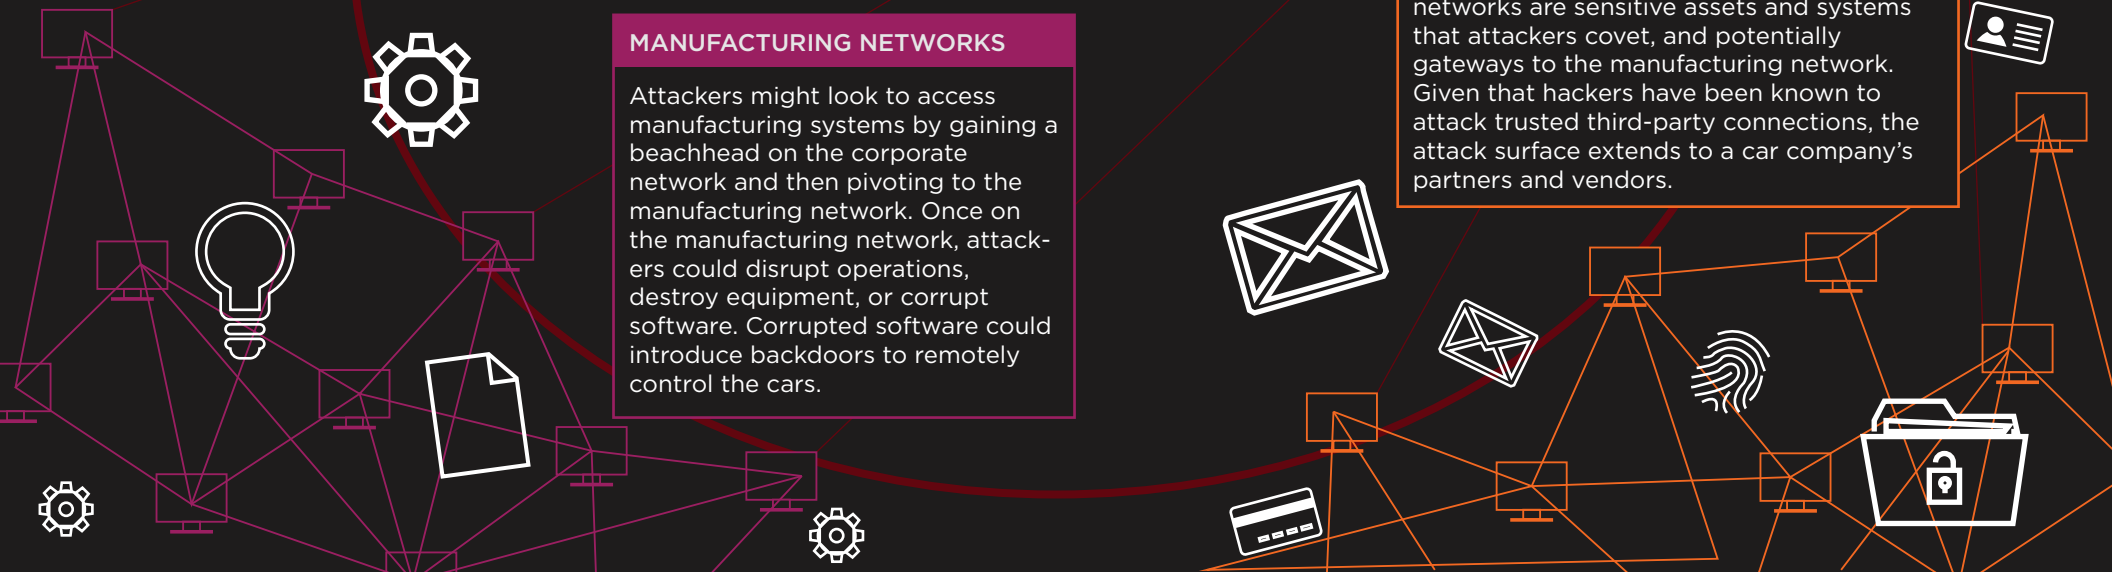 MANUFACTURING NETWORKS
Attackers might look to access
manufacturing systems by gaining a
beachhead on the corporate
network and then pivoting to the
manufacturing network. Once on
the manufacturing network, attack-
ers could disrupt operations,
destroy equipment, or corrupt
software. Corrupted software could
introduce backdoors to remotely
control the cars.
networks are sensitive assets and systems
that attackers covet, and potentially
gateways to the manufacturing network.
Given that hackers have been known to
attack trusted third-party connections, the
attack surface extends to a car company’s
partners and vendors.